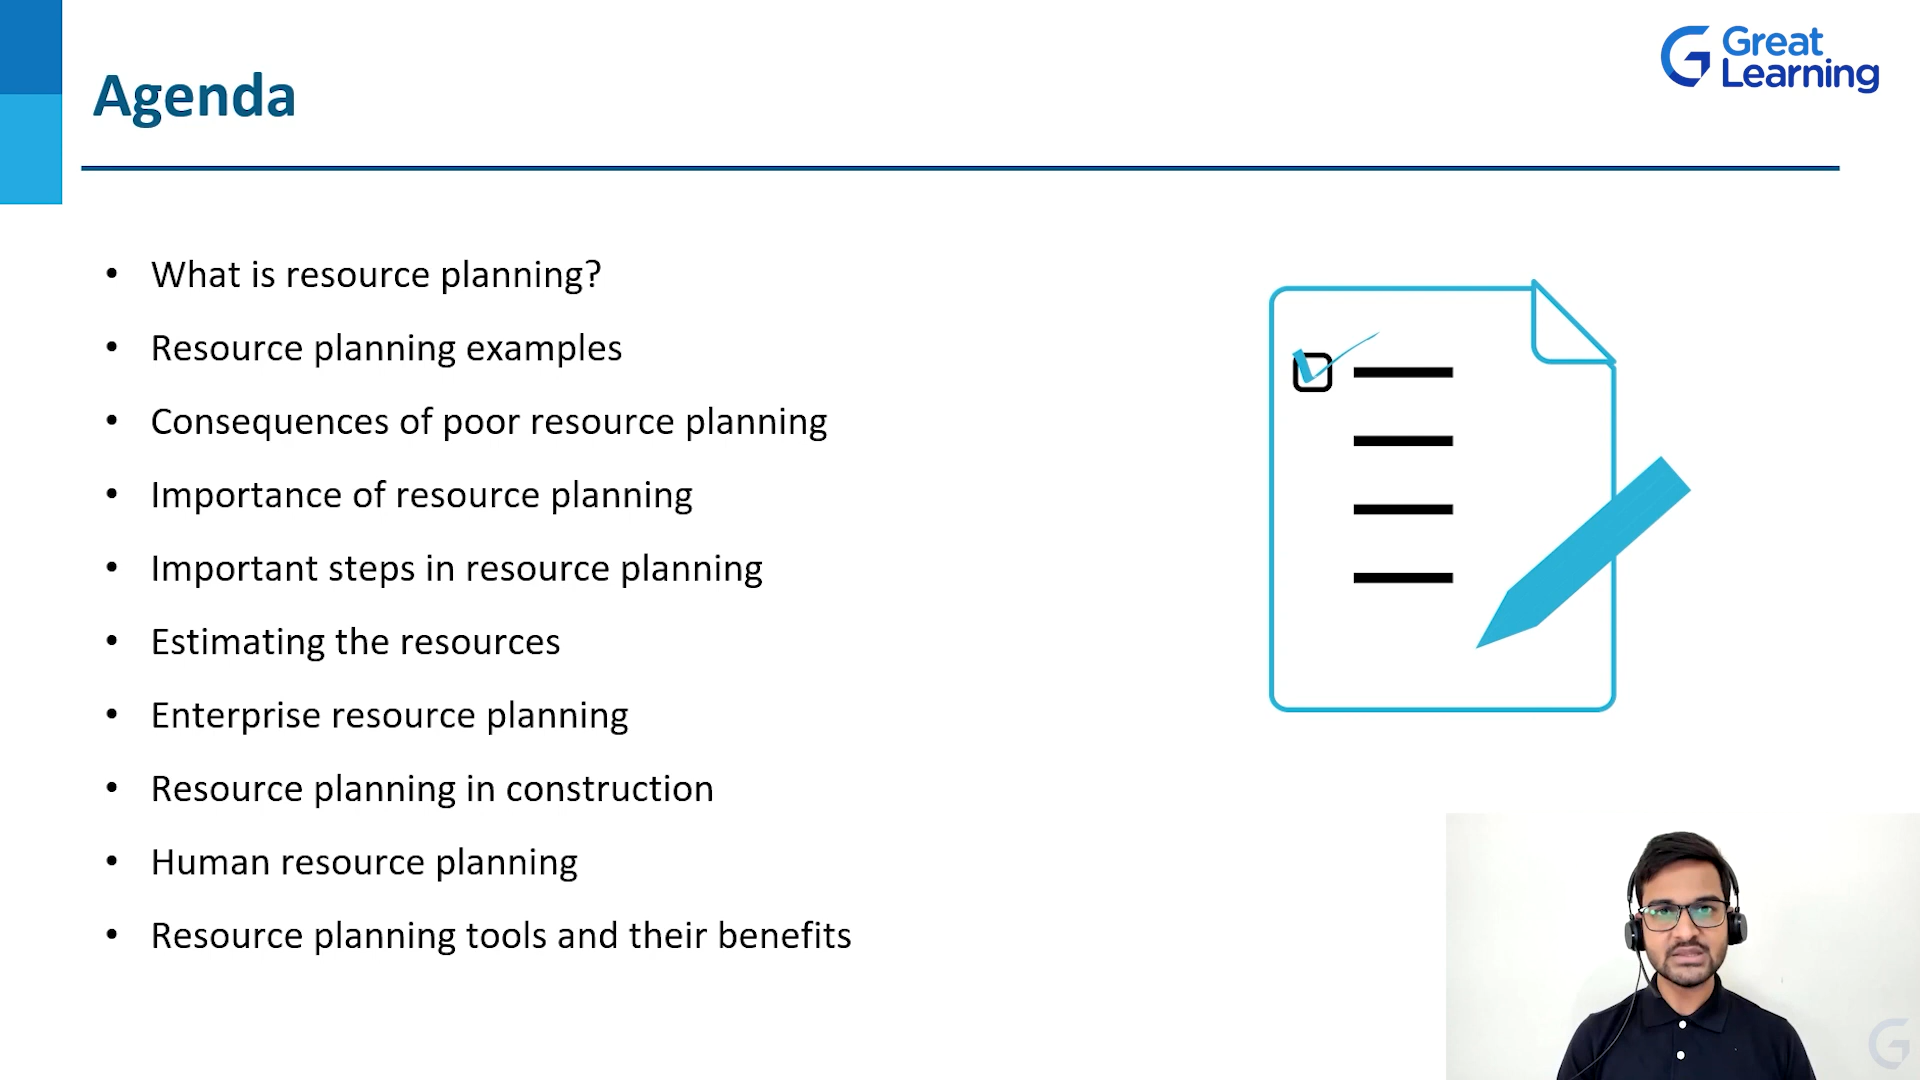 Great
Learning
Agenda
• What is resource planning?
• Resource planning examples
• Consequences of poor resource planning
• Importance of resource planning
• Important steps in resource planning
• Estimating the resources
• Enterprise resource planning
• Resource planning in construction
• Human resource planning
• Resource planning tools and their benefits